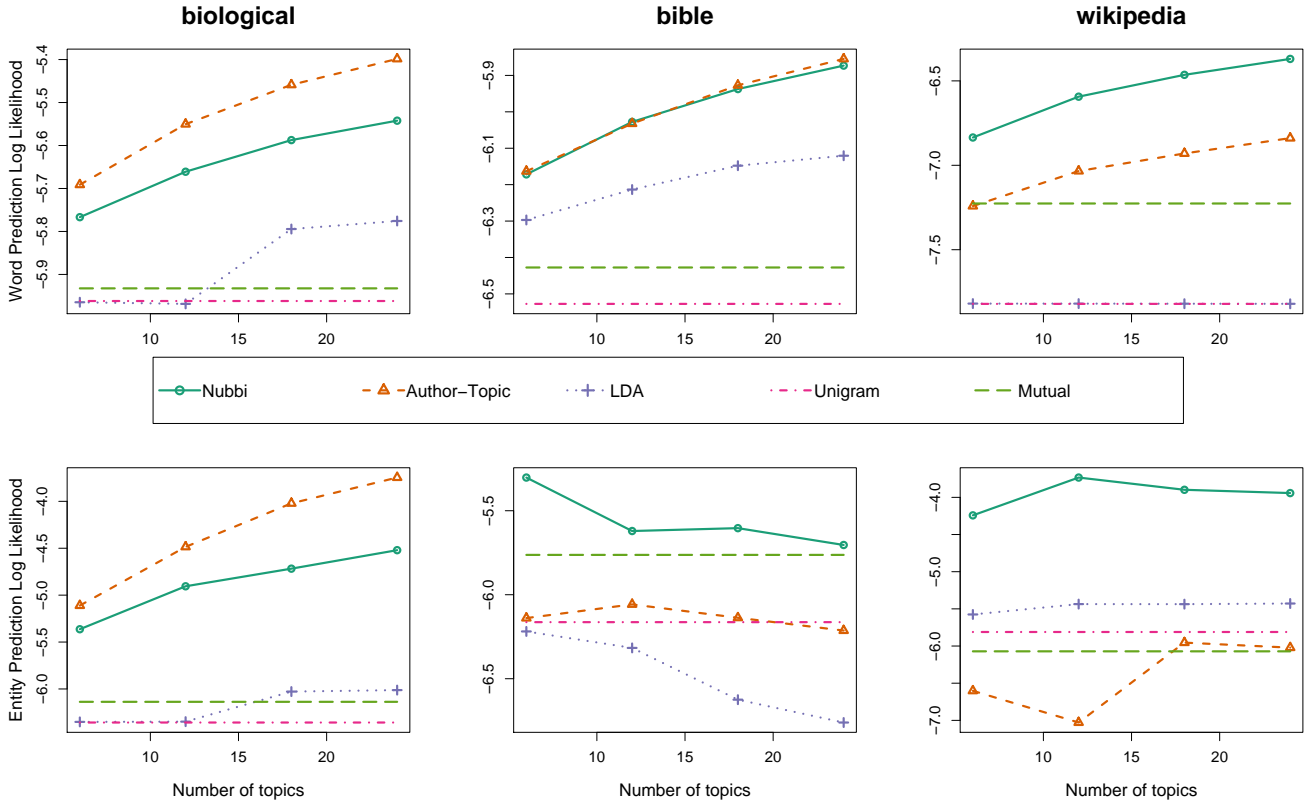 biological bible wikipedia
Word Prediction Log Likelihood
−5.4
−5.5
−5.6
−5.7
−5.8
−5.9
10 15 20
−5.9
−6.1
−6.3
−6.5
10 15 20
−6.5
−7.0
−7.5
10 15 20
Nubbi Author−Topic LDA Unigram Mutual
Entity Prediction Log Likelihood
−4.0
−4.5
−5.0
−5.5
−6.0
10 15 20
Number of topics
−5.5
−6.0
−6.5
10 15 20
Number of topics
−4.0
−5.0
−6.0
−7.0
10 15 20
Number of topics